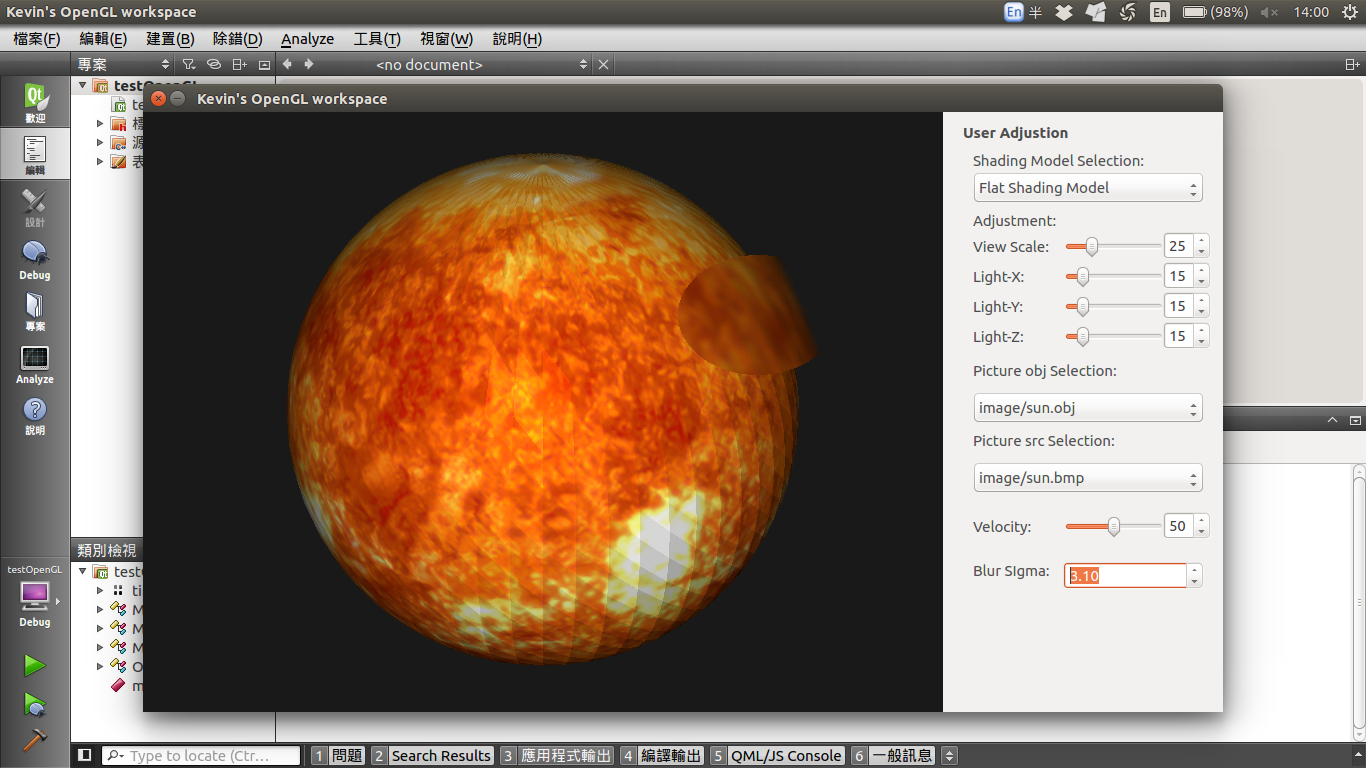 Kevin's OpenGL workspace
En 半 En (98%) 14:00
檔案(F) 編輯(E) 建置(B) 除錯(D) Analyze 工具(T) 視窗(W) 說明(H)
專案 <no document>
歡迎
編輯
設計
Debug
專案
Analyze
說明
testOpenGL
Debug
testOpenGL
te
標
源
表
類別檢視
test
ti
M
M
M
O
m
Kevin's OpenGL workspace
User Adjustion
Shading Model Selection:
Flat Shading Model
Adjustment:
View Scale: 25
Light-X: 15
Light-Y: 15
Light-Z: 15
Picture obj Selection:
image/sun.obj
Picture src Selection:
image/sun.bmp
Velocity: 50
Blur SIgma: 3.10
Type to locate (Ctr... 1 問題 2 Search Results 3 應用程式輸出 4 編譯輸出 5 QML/JS Console 6 一般訊息